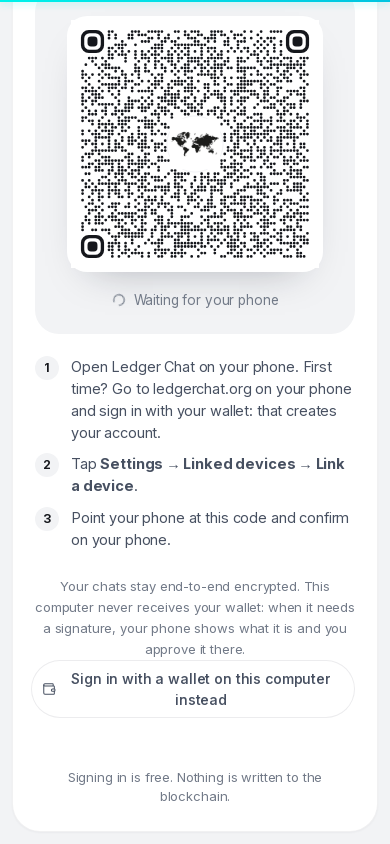 Waiting for your phone
1 Open Ledger Chat on your phone. First
time? Go to ledgerchat.org on your phone
and sign in with your wallet: that creates
your account.
2 Tap Settings → Linked devices → Link
a device.
3 Point your phone at this code and confirm
on your phone.
Your chats stay end-to-end encrypted. This
computer never receives your wallet: when it needs
a signature, your phone shows what it is and you
approve it there.
Sign in with a wallet on this computer
instead
Signing in is free. Nothing is written to the
blockchain.